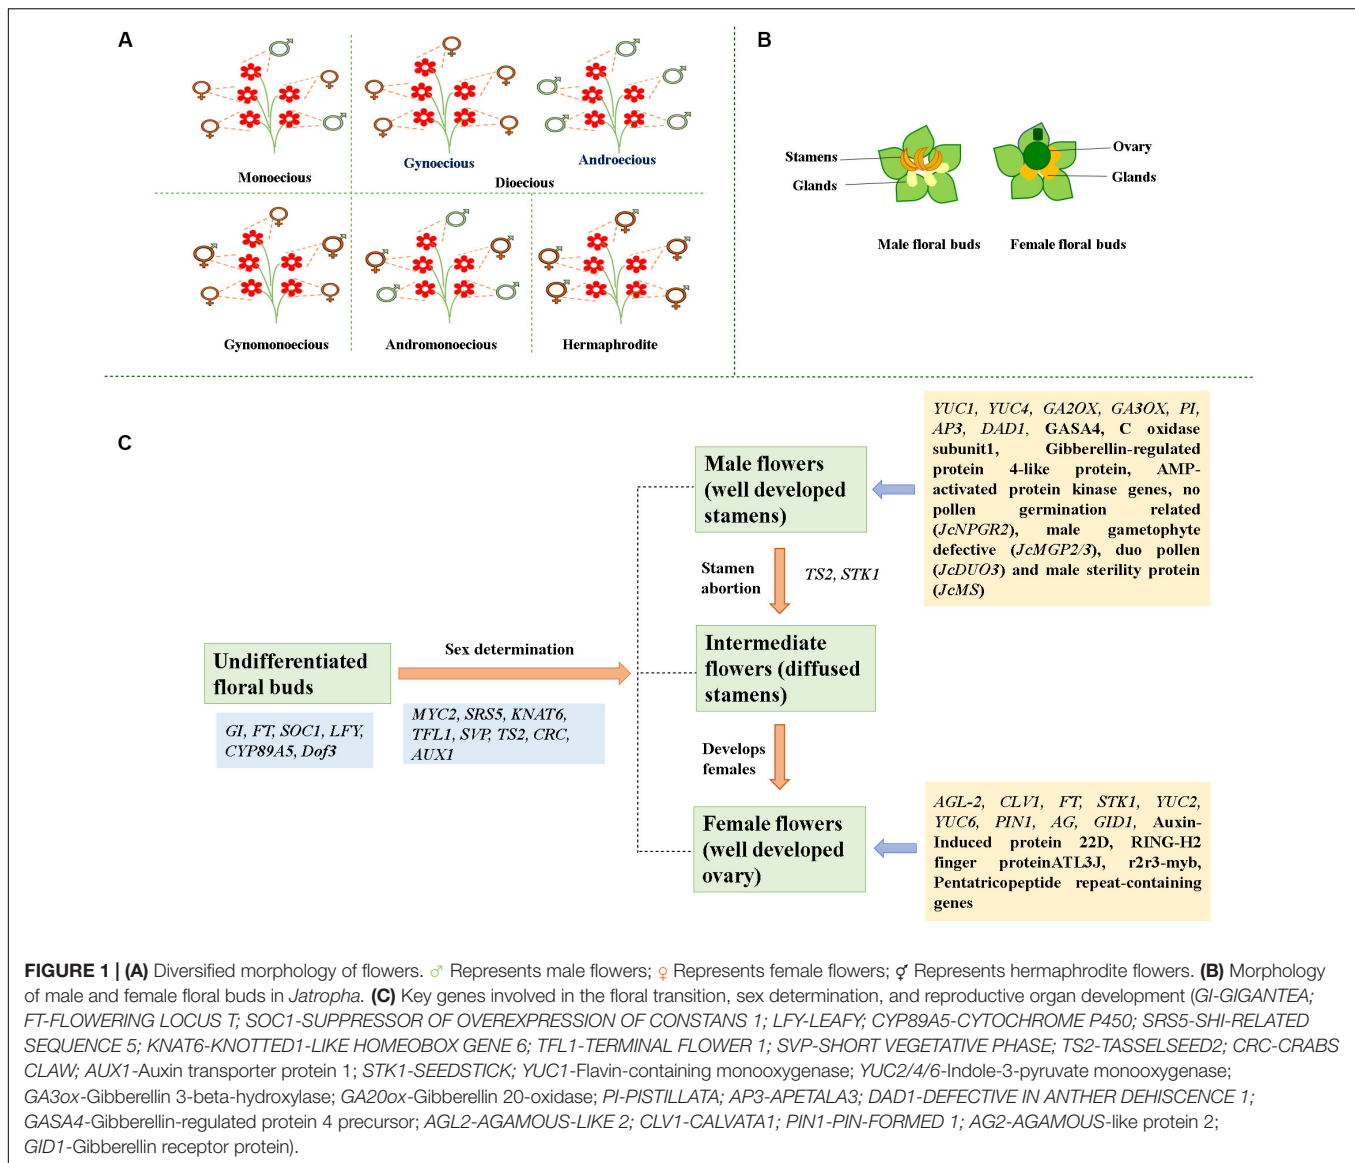 A
B
Gynoecious
Androecious
Monoecious
Dioecious
Gynomonoecious
Andromonoecious
Hermaphrodite
Stamens
Glands
Ovary
Glands
Male floral buds
Female floral buds
C
Undifferentiated
floral buds
GI, FT, SOC1, LFY,
CYP89A5, Dof3
Sex determination
MYC2, SRS5, KNAT6,
TFL1, SVP, TS2, CRC,
AUX1
Male flowers
(well developed
stamens)
Stamen
abortion
TS2, STK1
Intermediate
flowers (diffused
stamens)
Develops
females
Female flowers
(well developed
ovary)
YUC1, YUC4, GA2OX, GA3OX, PI,
AP3, DAD1, GASA4, C oxidase
subunit1, Gibberellin-regulated
protein 4-like protein, AMP-
activated protein kinase genes, no
pollen germination related
(JcNPGR2), male gametophyte
defective (JcMGP2/3), duo pollen
(JcDUO3) and male sterility protein
(JcMS)
AGL-2, CLV1, FT, STK1, YUC2,
YUC6, PIN1, AG, GID1, Auxin-
Induced protein 22D, RING-H2
finger proteinATL3J, r2r3-myb,
Pentatricopeptide repeat-containing
genes
FIGURE 1 | (A) Diversified morphology of flowers. ♂ Represents male flowers; ♀ Represents female flowers; ⚥ Represents hermaphrodite flowers. (B) Morphology
of male and female floral buds in Jatropha. (C) Key genes involved in the floral transition, sex determination, and reproductive organ development (GI-GIGANTEA;
FT-FLOWERING LOCUS T; SOC1-SUPPRESSOR OF OVEREXPRESSION OF CONSTANS 1; LFY-LEAFY; CYP89A5-CYTOCHROME P450; SRS5-SHI-RELATED
SEQUENCE 5; KNAT6-KNOTTED1-LIKE HOMEOBOX GENE 6; TFL1-TERMINAL FLOWER 1; SVP-SHORT VEGETATIVE PHASE; TS2-TASSELSEED2; CRC-CRABS
CLAW; AUX1-Auxin transporter protein 1; STK1-SEEDSTICK; YUC1-Flavin-containing monooxygenase; YUC2/4/6-Indole-3-pyruvate monooxygenase;
GA3ox-Gibberellin 3-beta-hydroxylase; GA20ox-Gibberellin 20-oxidase; PI-PISTILLATA; AP3-APETALA3; DAD1-DEFECTIVE IN ANTHER DEHISCENCE 1;
GASA4-Gibberellin-regulated protein 4 precursor; AGL2-AGAMOUS-LIKE 2; CLV1-CALVATA1; PIN1-PIN-FORMED 1; AG2-AGAMOUS-like protein 2;
GID1-Gibberellin receptor protein).